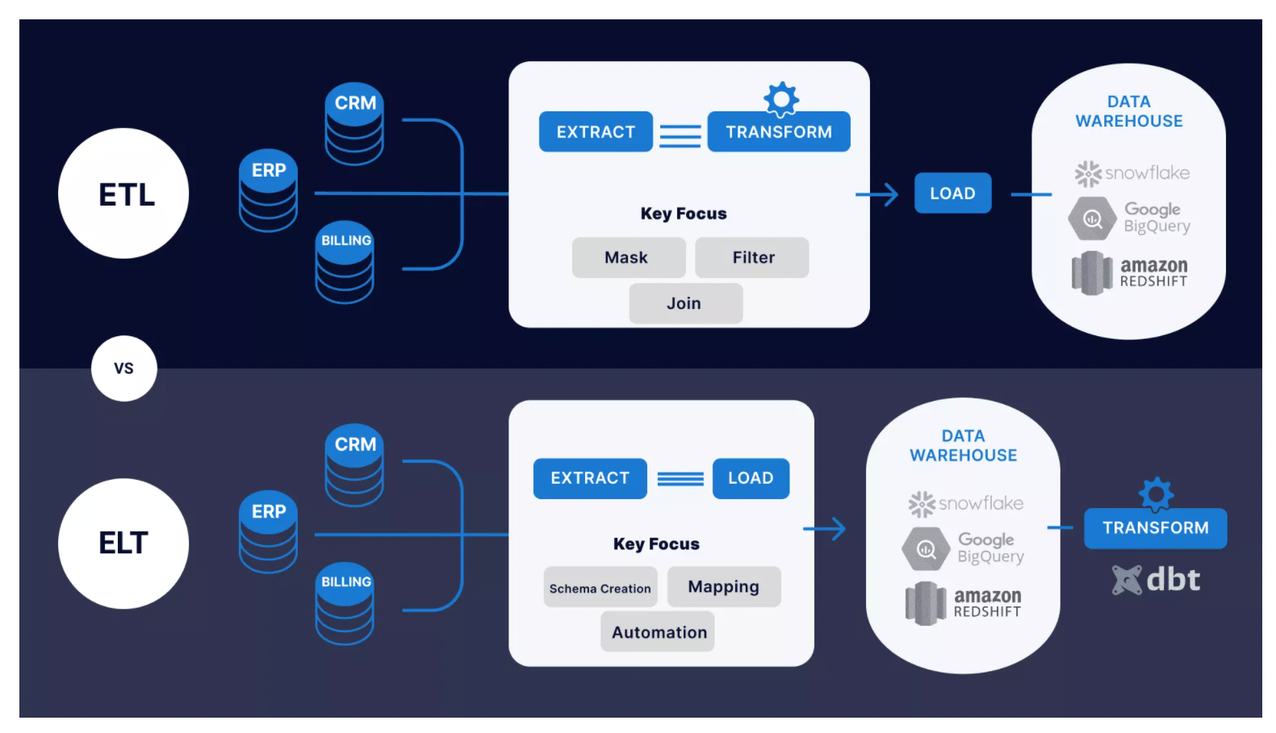 ETL
CRM
ERP
BILLING
EXTRACT
TRANSFORM
Key Focus
Mask
Filter
Join
LOAD
DATA
WAREHOUSE
snowflake
Google
BigQuery
amazon
REDSHIFT
VS
ELT
CRM
ERP
BILLING
EXTRACT
LOAD
Key Focus
Schema Creation
Mapping
Automation
DATA
WAREHOUSE
snowflake
Google
BigQuery
amazon
REDSHIFT
TRANSFORM
dbt